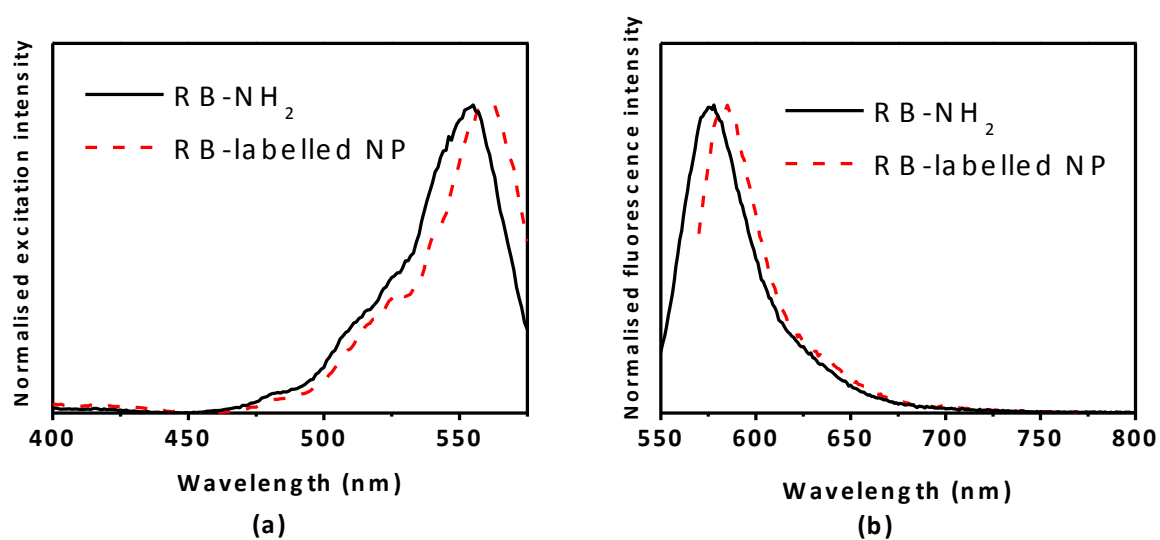 Normalised excitation intensity
RB-NH₂
RB-labelled NP
400 450 500 550
Wavelength (nm)
(a)
Normalised fluorescence intensity
RB-NH₂
RB-labelled NP
550 600 650 700 750 800
Wavelength (nm)
(b)